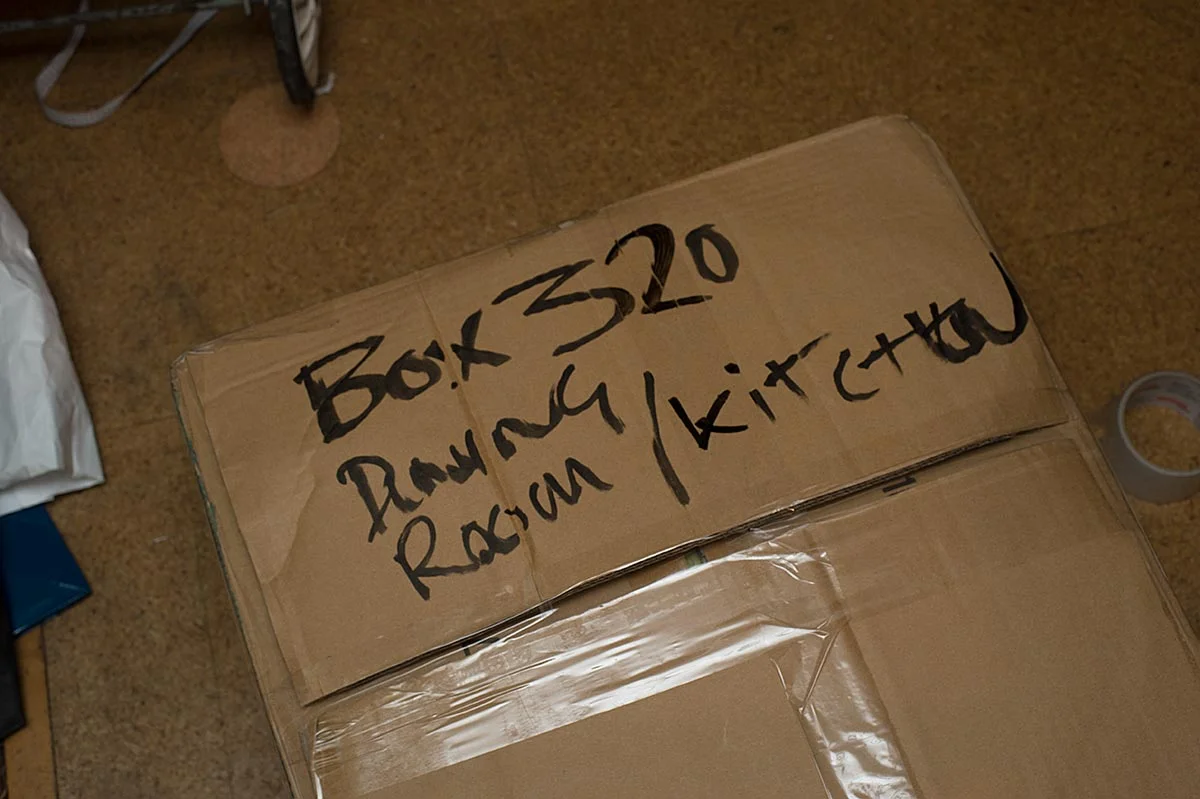 Box 320
Dining /kitchen
Room